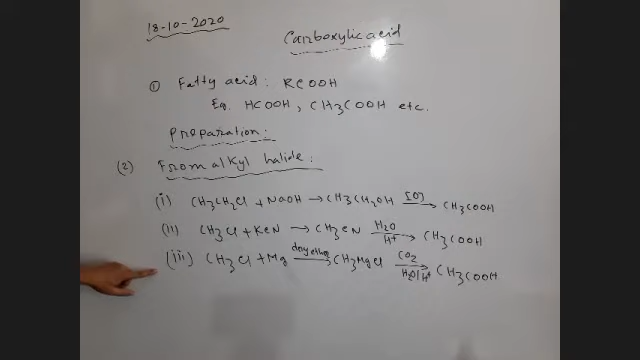 18-10-2020
Carboxylic acid
① Fatty acid: RCOOH
Eg. HCOOH, CH3COOH etc.
Preparation:
(2) From alkyl halide:
(i) CH3CH2Cl + NaOH → CH3CH2OH [O]→ CH3COOH
(ii) CH3Cl + KCN → CH3CN H2O/H+→ CH3COOH
(iii) CH3Cl + Mg dry ether→ CH3MgCl CO2/H2O/H+→ CH3COOH